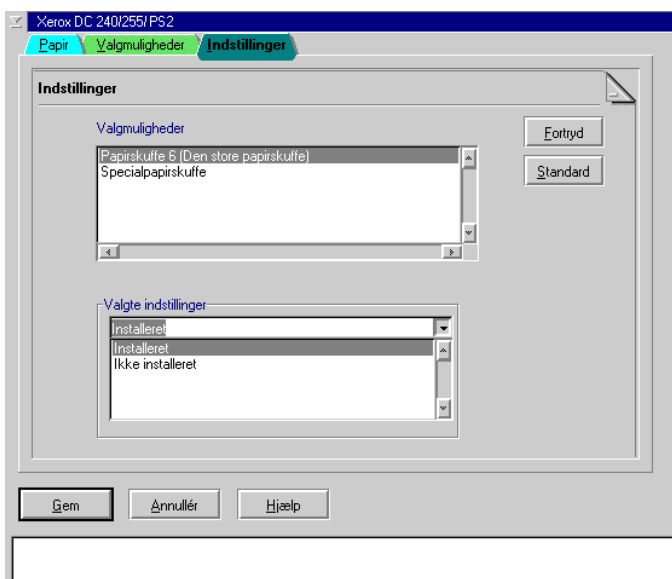 Xerox DC 240/255/ PS2
Papir Valgmuligheder Indstillinger
Indstillinger
Valgmuligheder
Fortryd
Papirskuffe 6 (Den store papirskuffe)
Specialpapirskuffe
Standard
Valgte indstillinger
Installeret
Installeret
Ikke installeret
Gem Annullér Hjælp